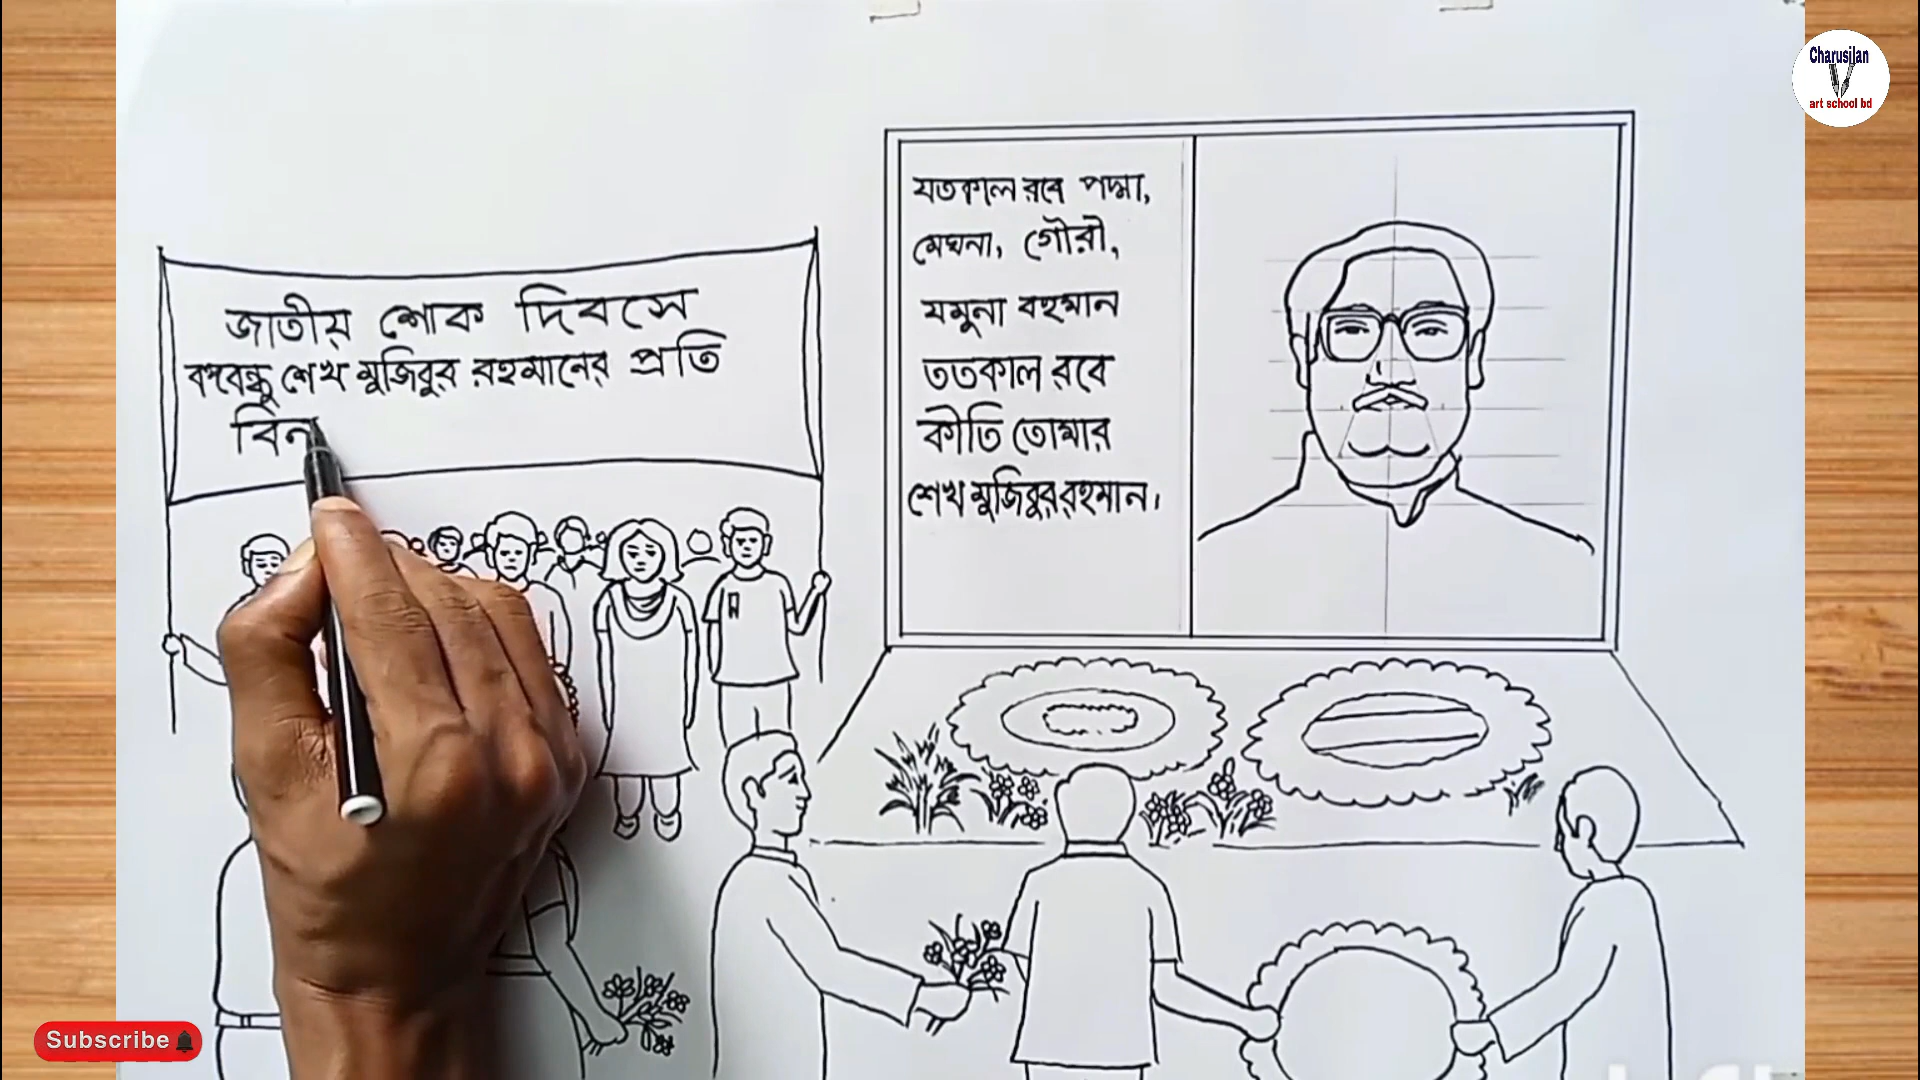 জাতীয় শোক দিবসে
বঙ্গবন্ধু শেখ মুজিবুর রহমানের প্রতি
বিন
যতকাল রবে পদ্মা,
মেঘনা, গৌরী,
যমুনা বহমান
ততকাল রবে
কীর্তি তোমার
শেখ মুজিবুর রহমান।
Charusilan
art school bd
Subscribe